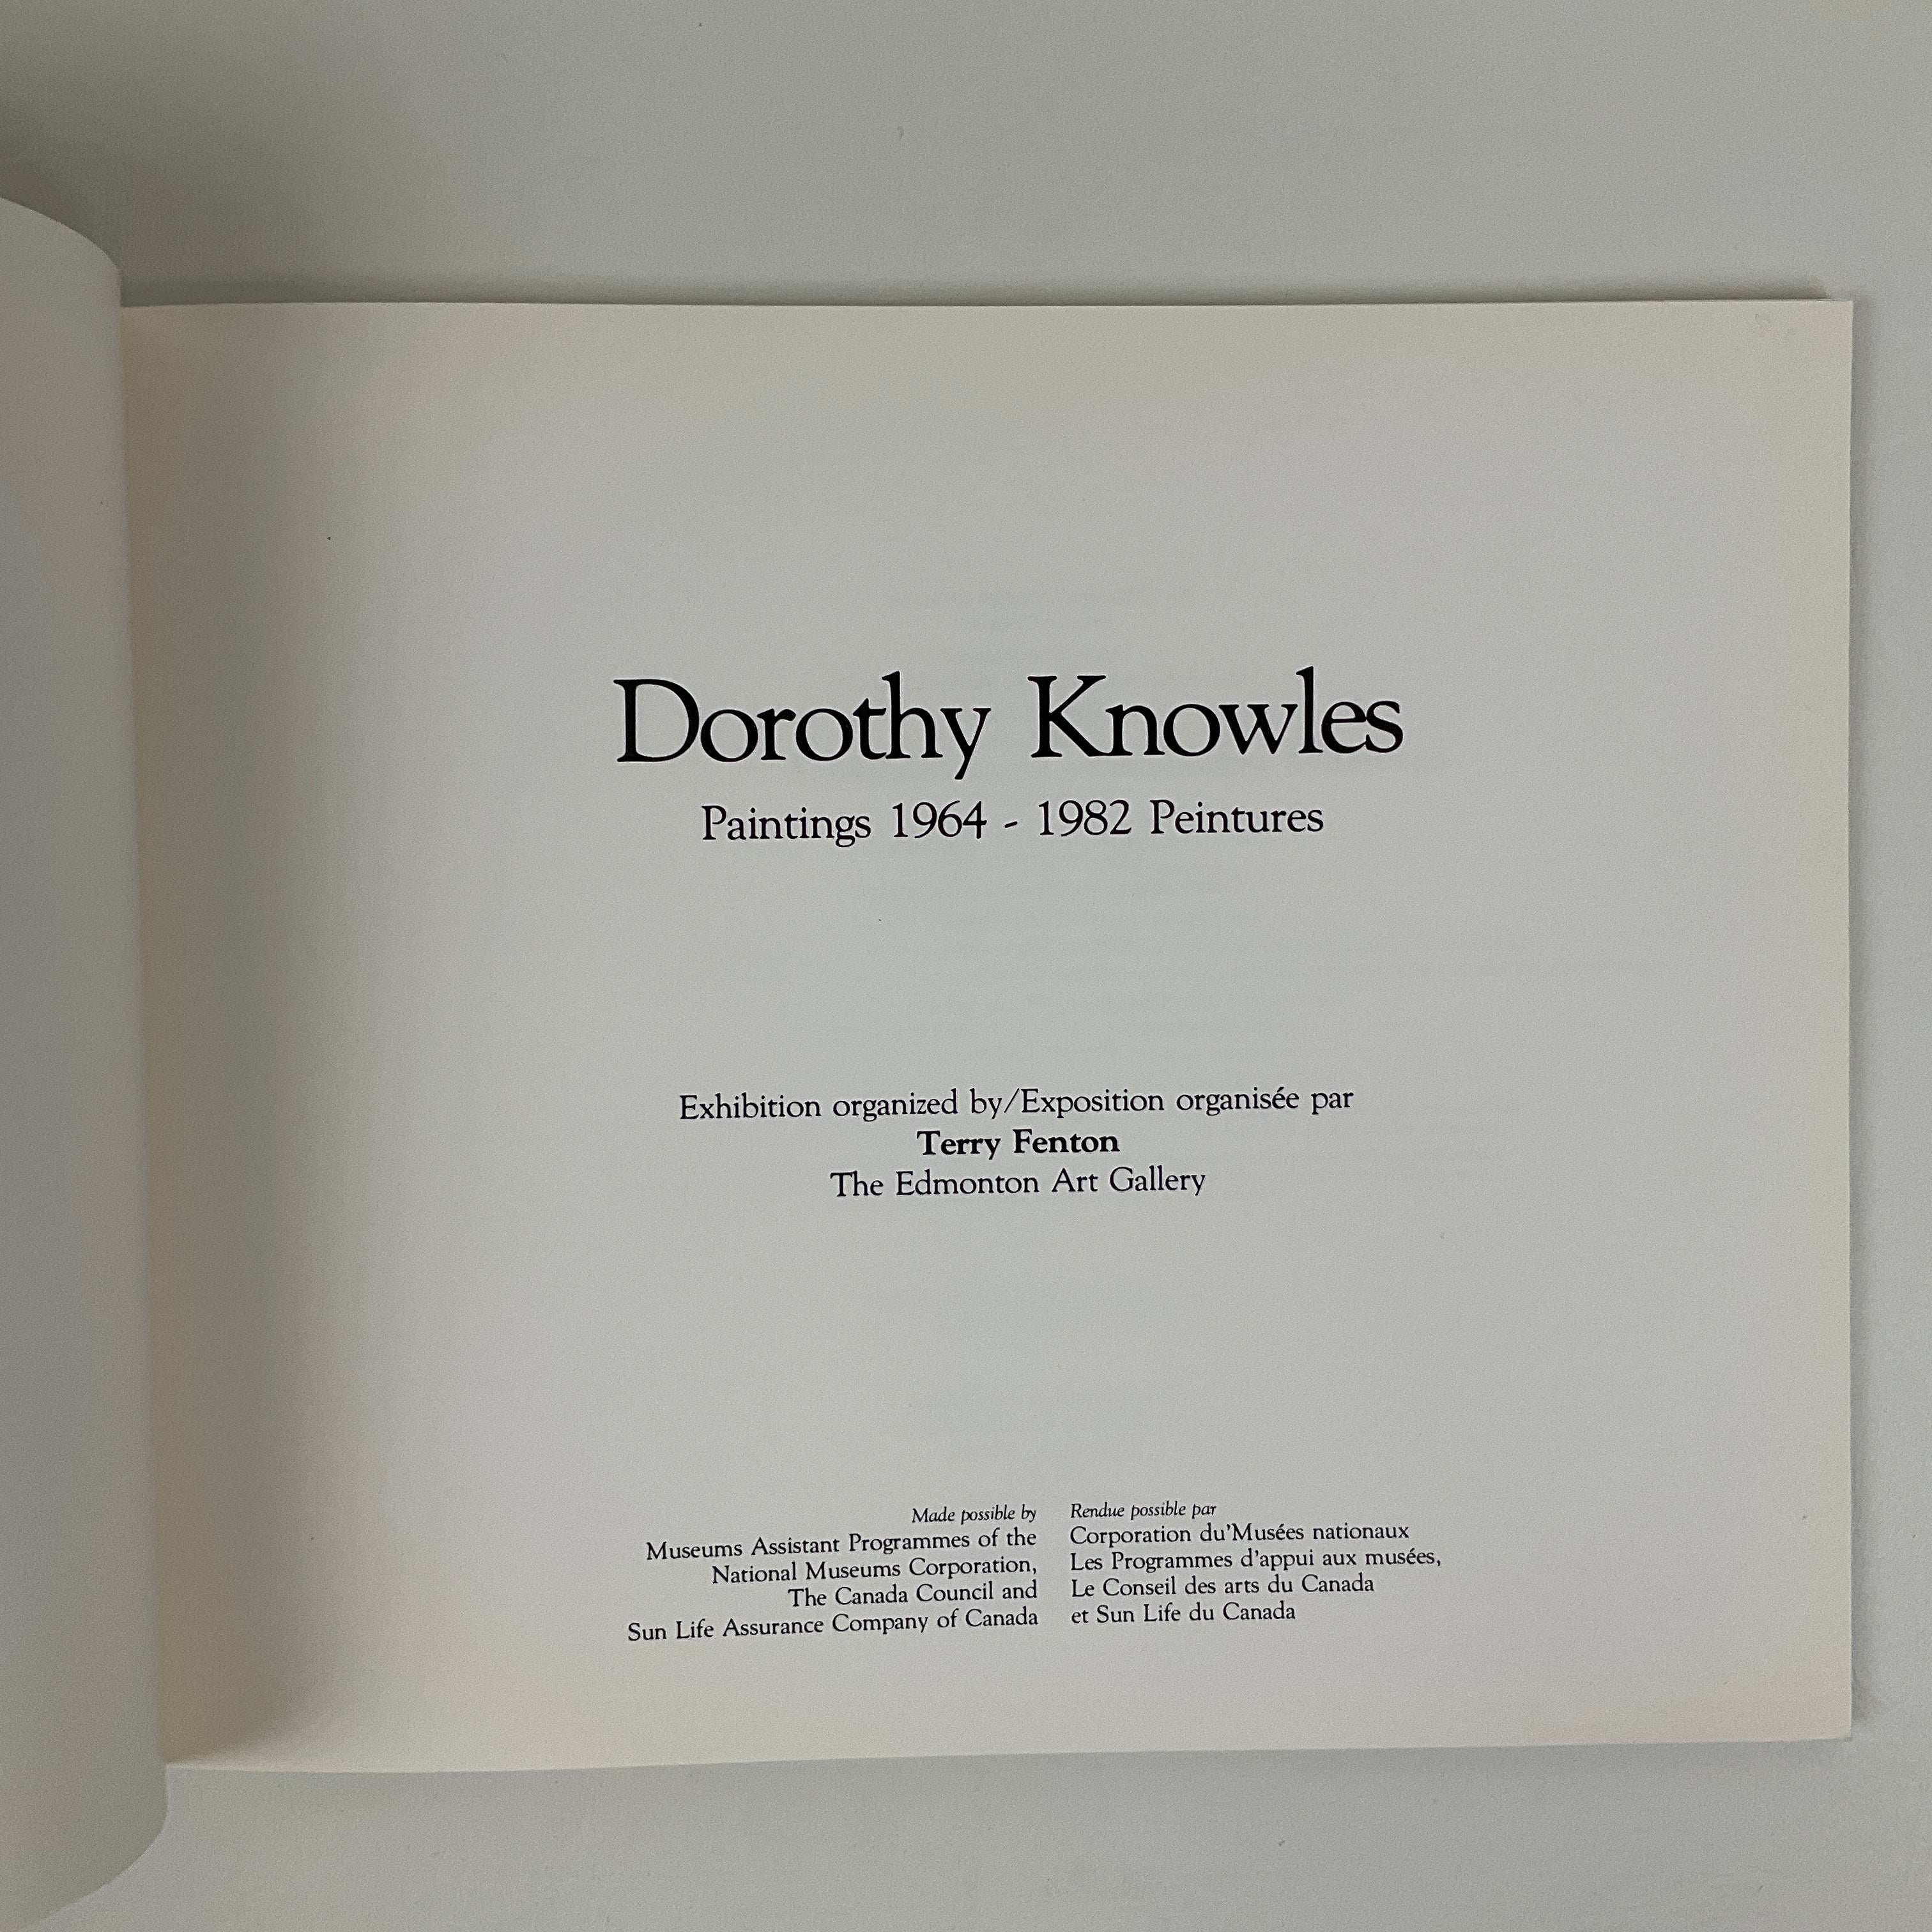 Dorothy Knowles
Paintings 1964 - 1982 Peintures
Exhibition organized by/Exposition organisée par
Terry Fenton
The Edmonton Art Gallery
Made possible by
Museums Assistant Programmes of the
National Museums Corporation,
The Canada Council and
Sun Life Assurance Company of Canada
Rendue possible par
Corporation du'Musées nationaux
Les Programmes d'appui aux musées,
Le Conseil des arts du Canada
et Sun Life du Canada